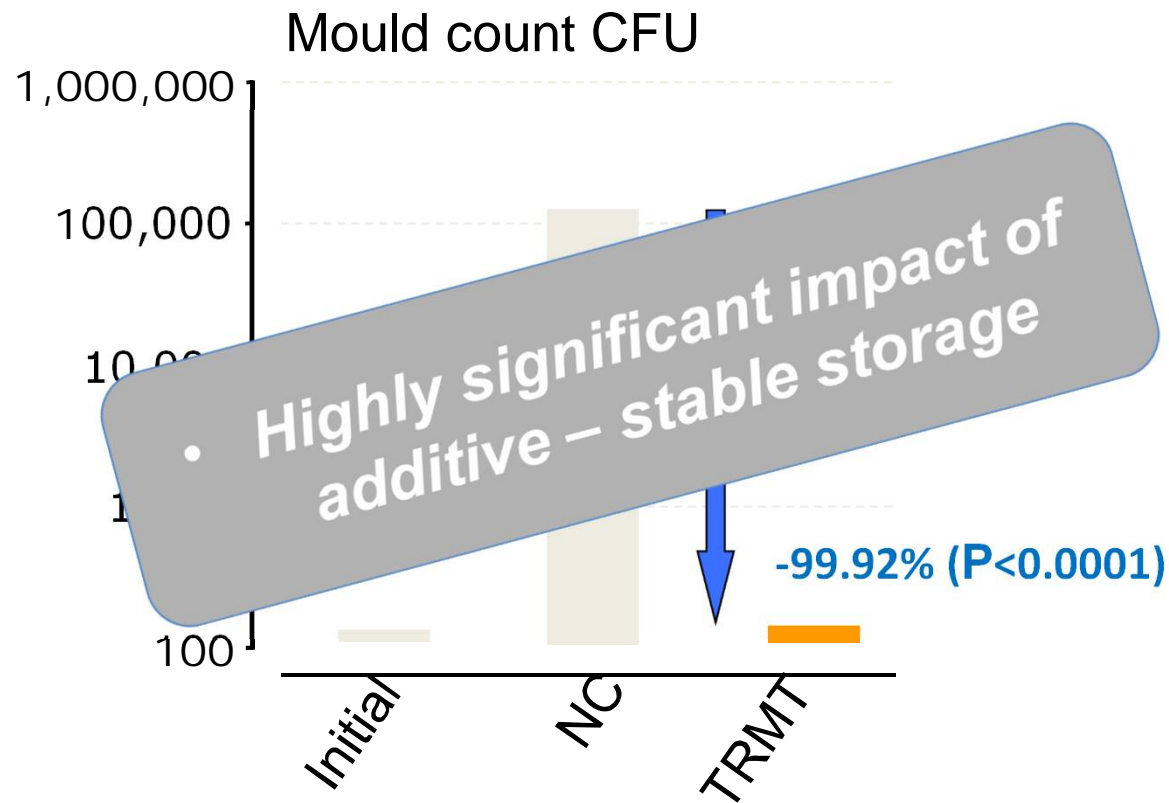 Mould count CFU
1,000,000
100,000
100
• Highly significant impact of
additive – stable storage
-99.92% (P<0.0001)
Initial
NC
TRMT